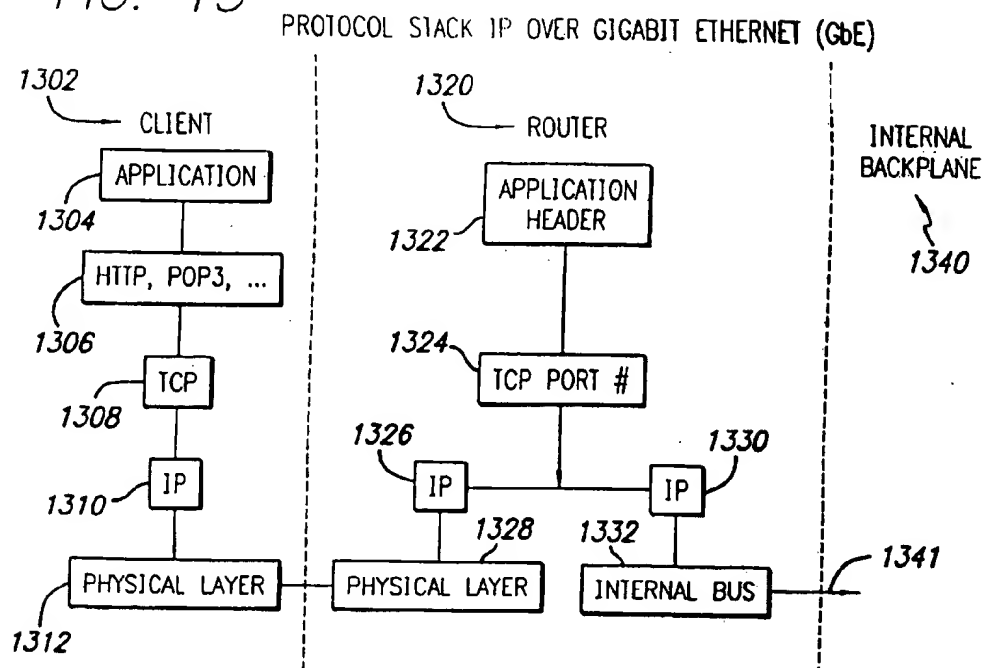 PROTOCOL STACK IP OVER GIGABIT ETHERNET (GbE)
1302
CLIENT
APPLICATION
1304
HTTP, POP3, ...
1306
TCP
1308
IP
1310
PHYSICAL LAYER
1312
1320
ROUTER
APPLICATION
HEADER
1322
1324
TCP PORT #
1326
IP
1330
IP
1328
PHYSICAL LAYER
1332
INTERNAL BUS
INTERNAL
BACKPLANE
1340
1341